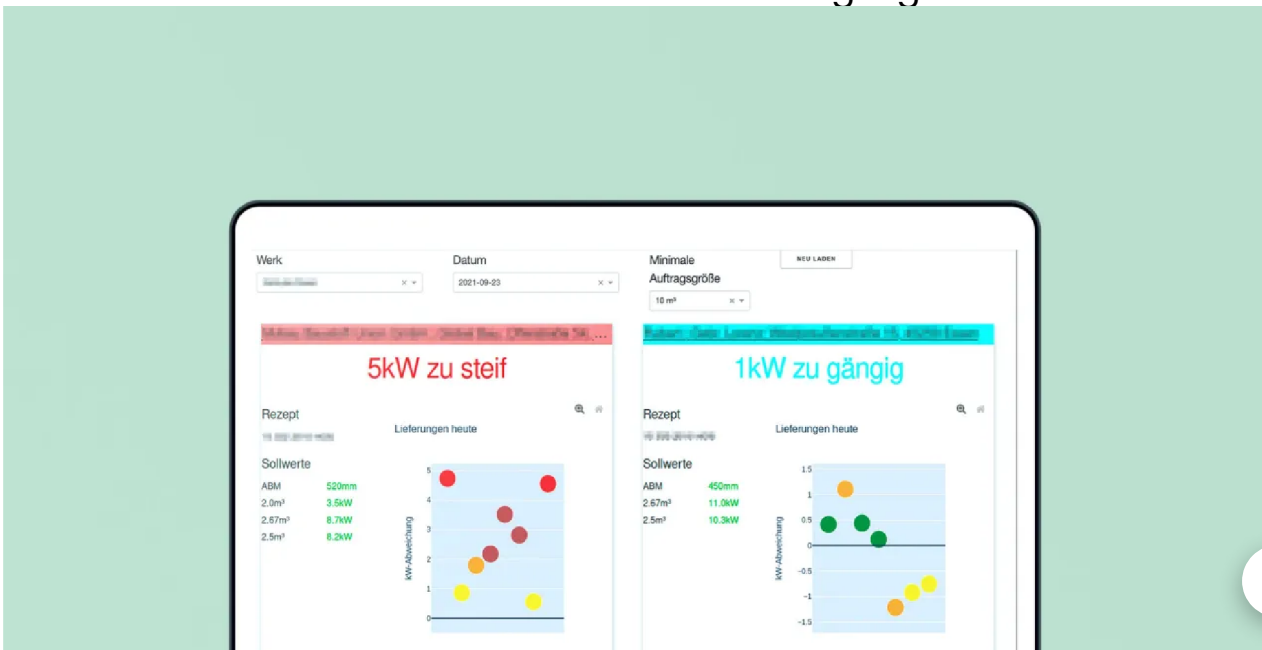 Werk
Datum
Minimale
Auftragsgröße
NEU LADEN
2021-09-23
10 m³
5kW zu steif
1kW zu gängig
Rezept
Lieferungen heute
Sollwerte
ABM 520mm
2.0m³ 3.5kW
2.67m³ 8.7kW
2.5m³ 8.2kW
kW-Abweichung
5
4
3
2
1
0
Rezept
Lieferungen heute
Sollwerte
ABM 450mm
2.67m³ 11.0kW
2.5m³ 10.3kW
kW-Abweichung
1.5
1
0.5
0
-0.5
-1
-1.5